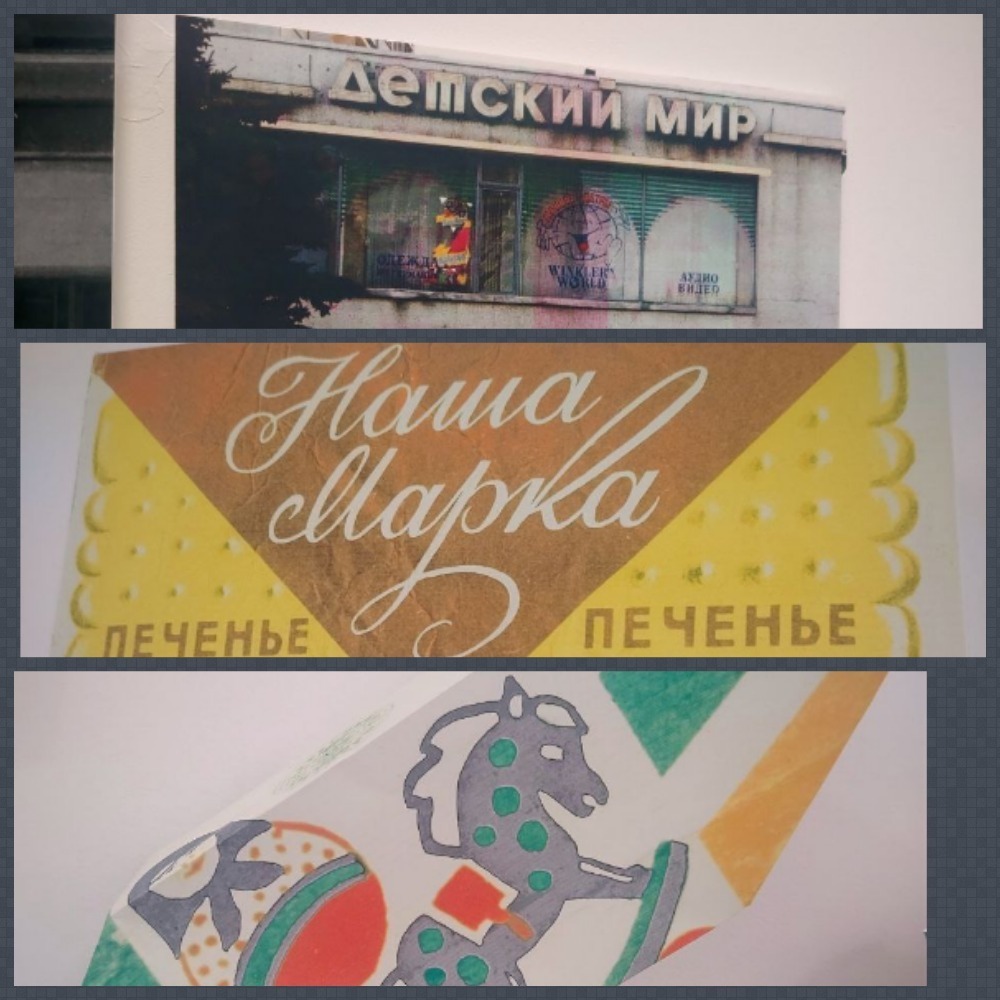 Детский мир
ОДЕЖДА
WINKLER
WORLD
АУДИО
ВИДЕО
Наша
Марка
ПЕЧЕНЬЕ
ПЕЧЕНЬЕ